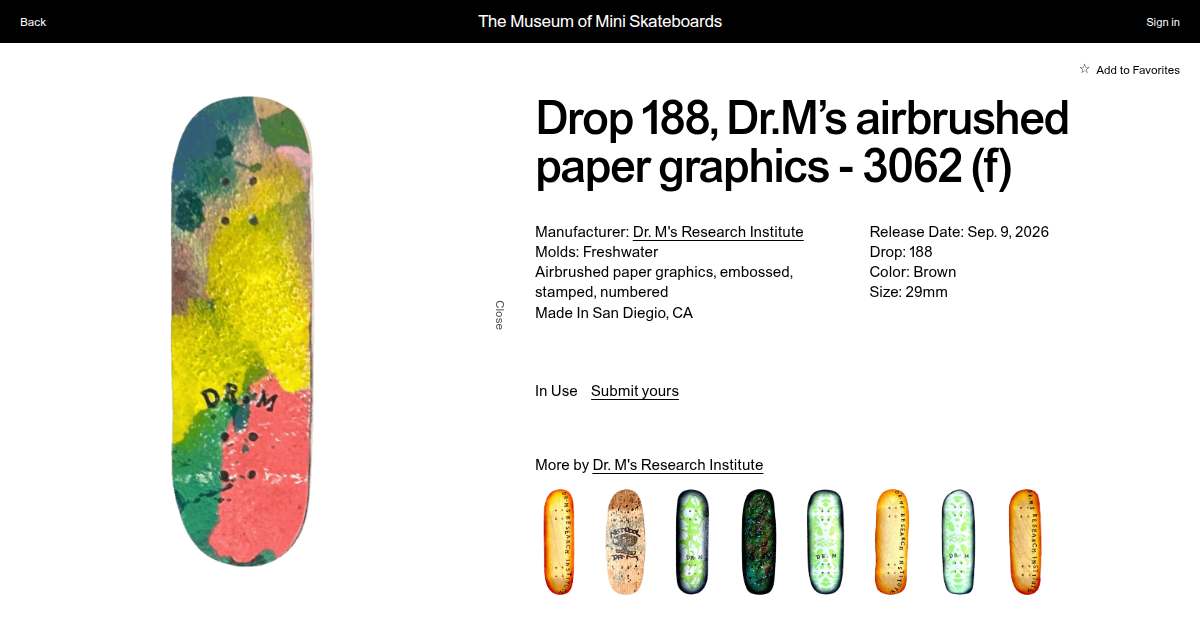 Back
The Museum of Mini Skateboards
Sign in
☆ Add to Favorites
Drop 188, Dr.M’s airbrushed
paper graphics - 3062 (f)
Manufacturer: Dr. M's Research Institute
Molds: Freshwater
Airbrushed paper graphics, embossed,
stamped, numbered
Made In San Diegio, CA
Release Date: Sep. 9, 2026
Drop: 188
Color: Brown
Size: 29mm
Close
DR.M
In Use Submit yours
More by Dr. M's Research Institute